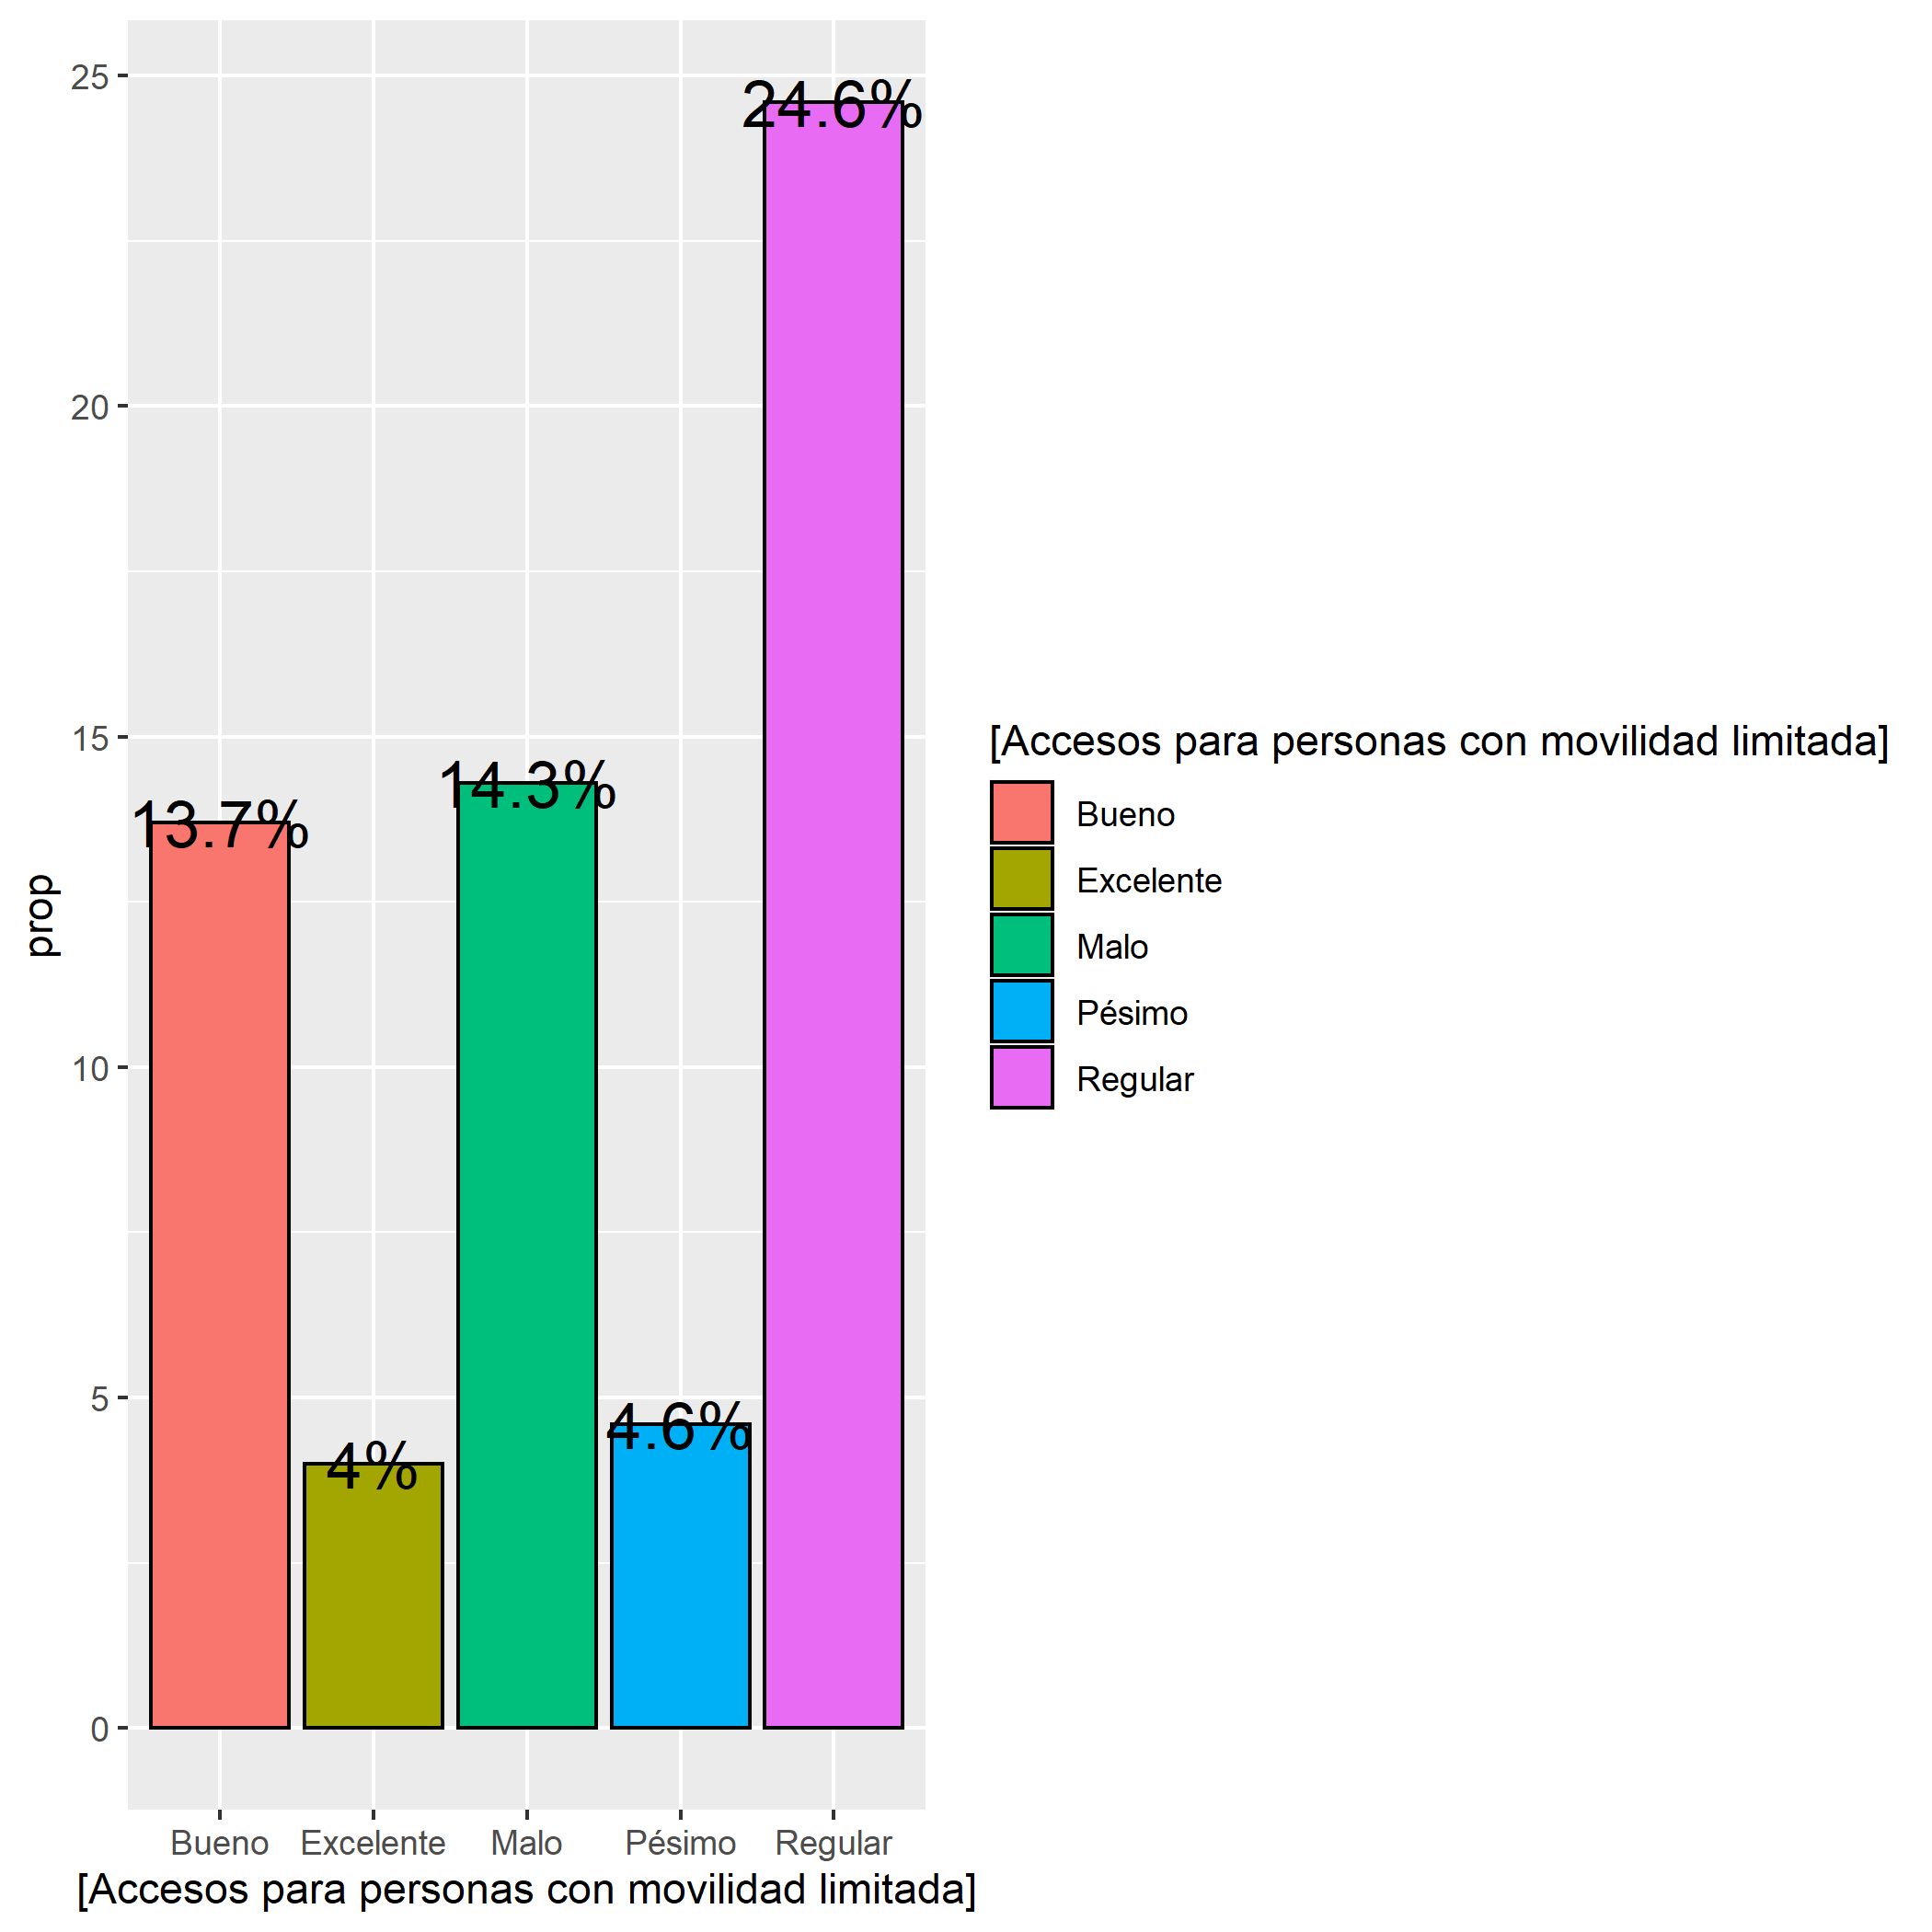 25
20
15
10
5
0
prop
13.7%
4%
14.3%
4.6%
24.6%
Bueno
Excelente
Malo
Pésimo
Regular
[Accesos para personas con movilidad limitada]
[Accesos para personas con movilidad limitada]
Bueno
Excelente
Malo
Pésimo
Regular